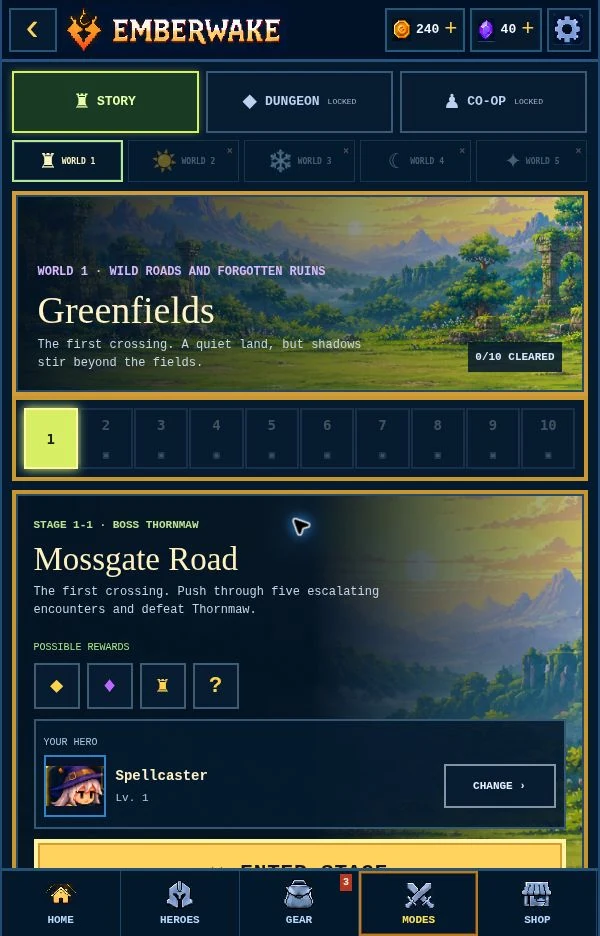 ‹ EMBERWAKE 240 + 40 +
STORY DUNGEON LOCKED CO-OP LOCKED
WORLD 1 WORLD 2 × WORLD 3 × WORLD 4 × WORLD 5 ×
WORLD 1 · WILD ROADS AND FORGOTTEN RUINS
Greenfields
The first crossing. A quiet land, but shadows
stir beyond the fields.
0/10 CLEARED
1 2 3 4 5 6 7 8 9 10
STAGE 1-1 · BOSS THORNMAW
Mossgate Road
The first crossing. Push through five escalating
encounters and defeat Thornmaw.
POSSIBLE REWARDS
?
YOUR HERO
Spellcaster
Lv. 1
CHANGE ›
ENTER STAGE
3
HOME HEROES GEAR MODES SHOP